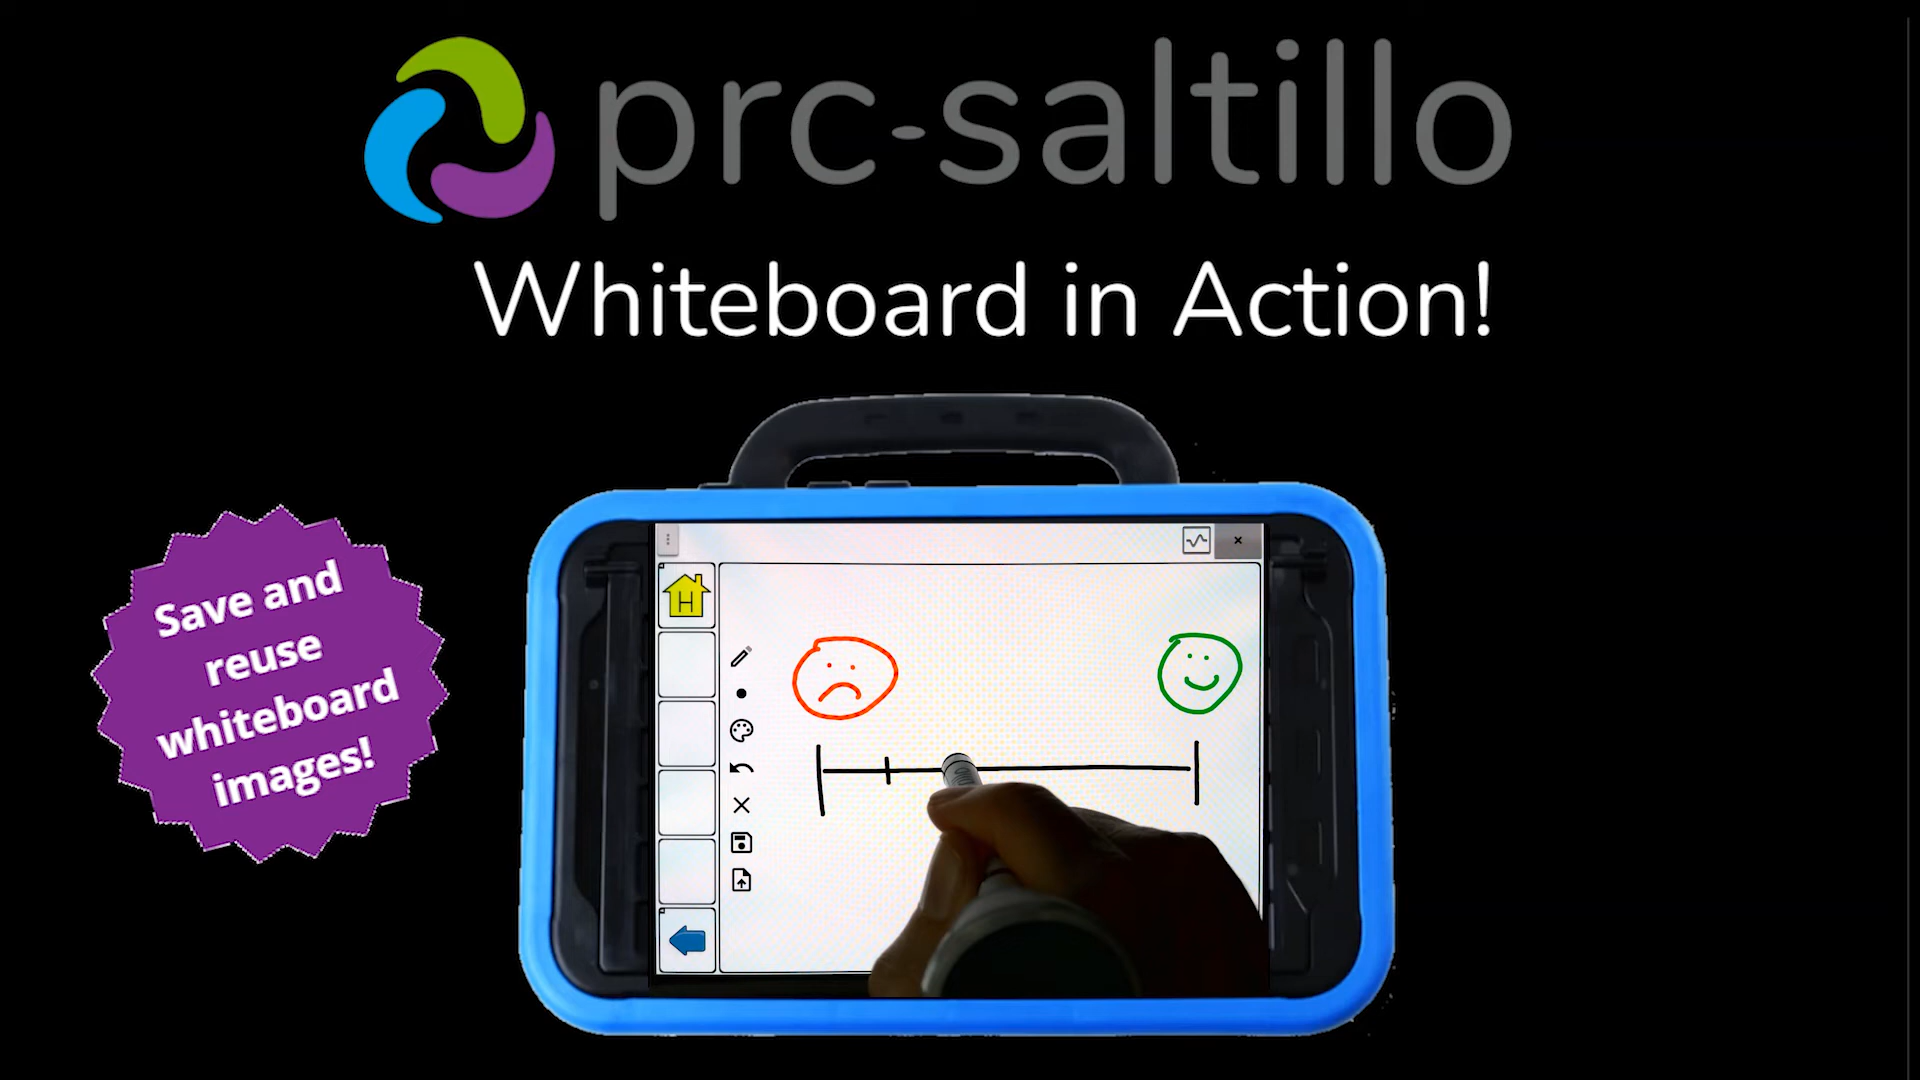 prc-saltillo
Whiteboard in Action!
Save and
reuse
whiteboard
images!
H